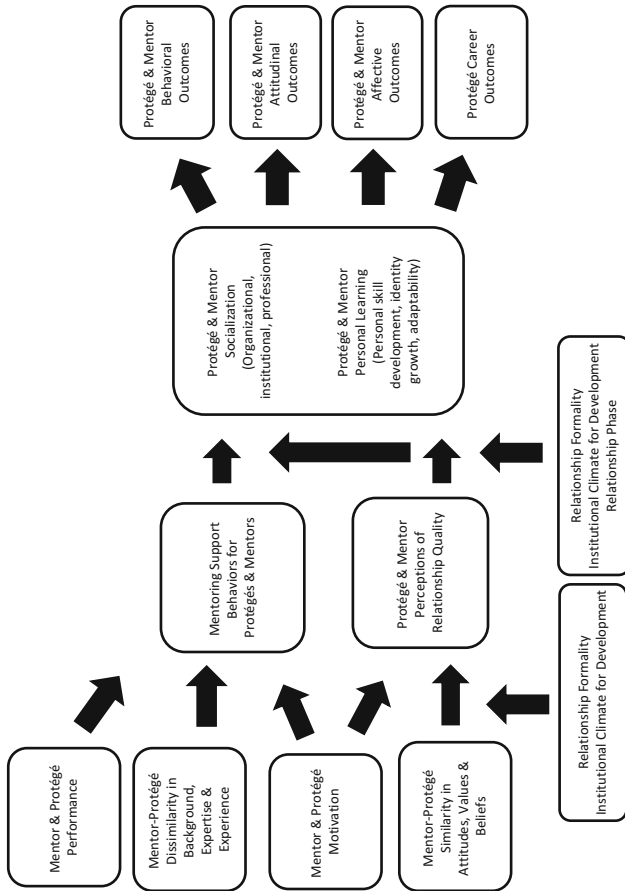 Mentor & Protégé
Performance
Mentor-Protégé
Dissimilarity in
Background,
Expertise &
Experience
Mentor & Protégé
Motivation
Mentor-Protégé
Similarity in
Attitudes, Values &
Beliefs
Mentoring Support
Behaviors for
Protégés & Mentors
Protégé & Mentor
Perceptions of
Relationship Quality
Relationship Formality
Institutional Climate for Development
Relationship Formality
Institutional Climate for Development
Relationship Phase
Protégé & Mentor
Socialization
(Organizational,
institutional, professional)
Protégé & Mentor
Personal Learning
(Personal skill
development, identity
growth, adaptability)
Protégé & Mentor
Behavioral
Outcomes
Protégé & Mentor
Attitudinal
Outcomes
Protégé & Mentor
Affective
Outcomes
Protégé Career
Outcomes